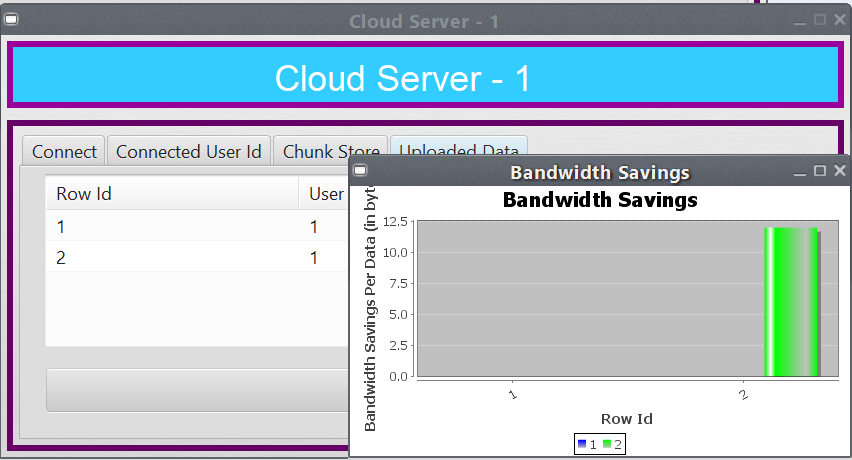 Cloud Server - 1
Cloud Server - 1
Connect
Connected User Id
Chunk Store
Uploaded Data
Row Id
User
1
1
2
1
Bandwidth Savings
Bandwidth Savings
Bandwidth Savings Per Data (in byte
12.5
10.0
7.5
5.0
2.5
0.0
1
2
Row Id
1 2